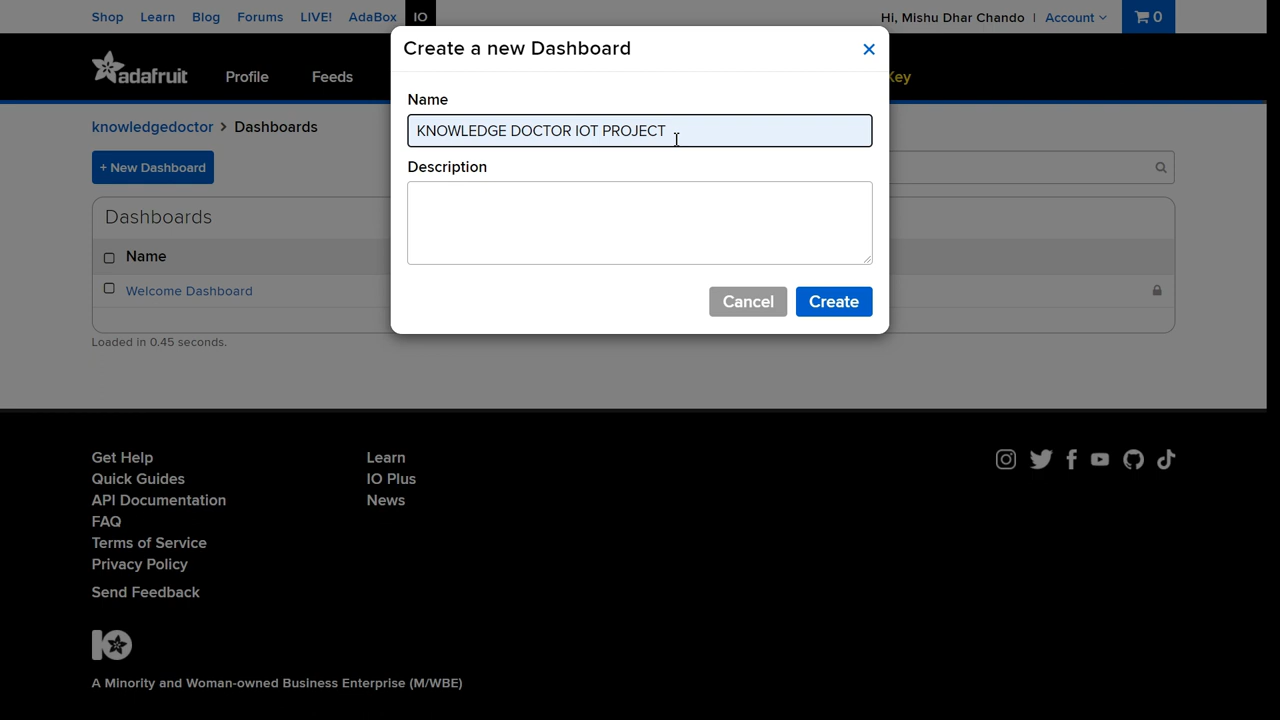 Shop Learn Blog Forums LIVE! AdaBox IO Hi, Mishu Dhar Chando | Account 0
Create a new Dashboard
adafruit Profile Feeds Key
Name
KNOWLEDGE DOCTOR IOT PROJECT
knowledgedoctor > Dashboards
+ New Dashboard
Description
Dashboards
Name
Welcome Dashboard
Cancel Create
Loaded in 0.45 seconds.
Get Help Learn
Quick Guides IO Plus
API Documentation News
FAQ
Terms of Service
Privacy Policy
Send Feedback
IO
A Minority and Woman-owned Business Enterprise (M/WBE)